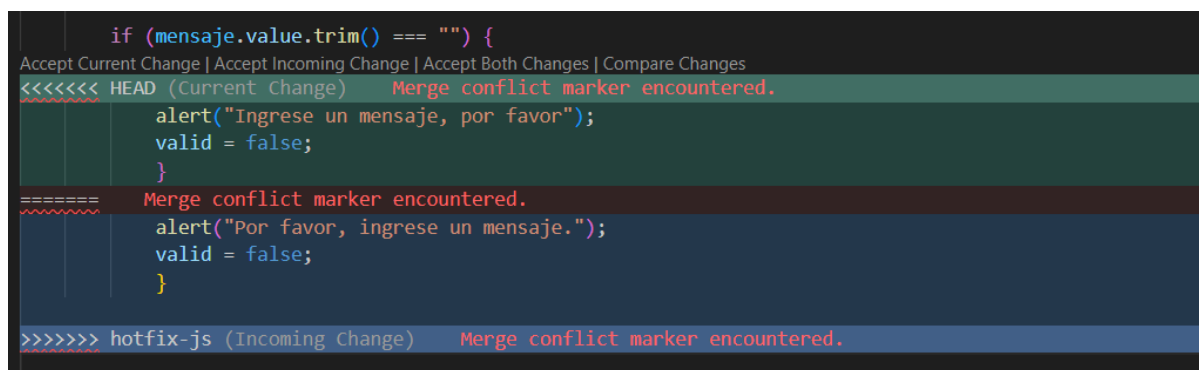 if (mensaje.value.trim() === "") {
Accept Current Change | Accept Incoming Change | Accept Both Changes | Compare Changes
<<<<<<< HEAD (Current Change) Merge conflict marker encountered.
alert("Ingrese un mensaje, por favor");
valid = false;
}
======= Merge conflict marker encountered.
alert("Por favor, ingrese un mensaje.");
valid = false;
}
>>>>>>> hotfix-js (Incoming Change) Merge conflict marker encountered.